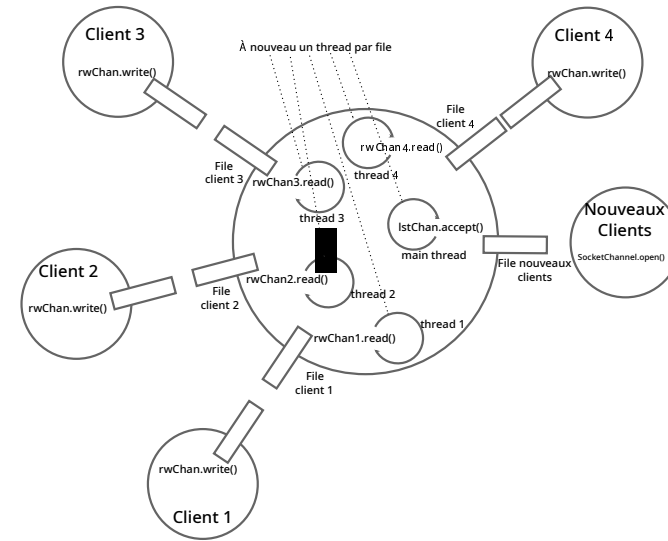 Client 3
rwChan.write()
À nouveau un thread par file
Client 4
rwChan.write()
File
client 4
rwChan4.read()
thread 4
File
client 3
rwChan3.read()
thread 3
lstChan.accept()
main thread
Nouveaux
Clients
SocketChannel.open()
File nouveaux
clients
Client 2
rwChan.write()
File
client 2
rwChan2.read()
thread 2
rwChan1.read()
thread 1
File
client 1
rwChan.write()
Client 1